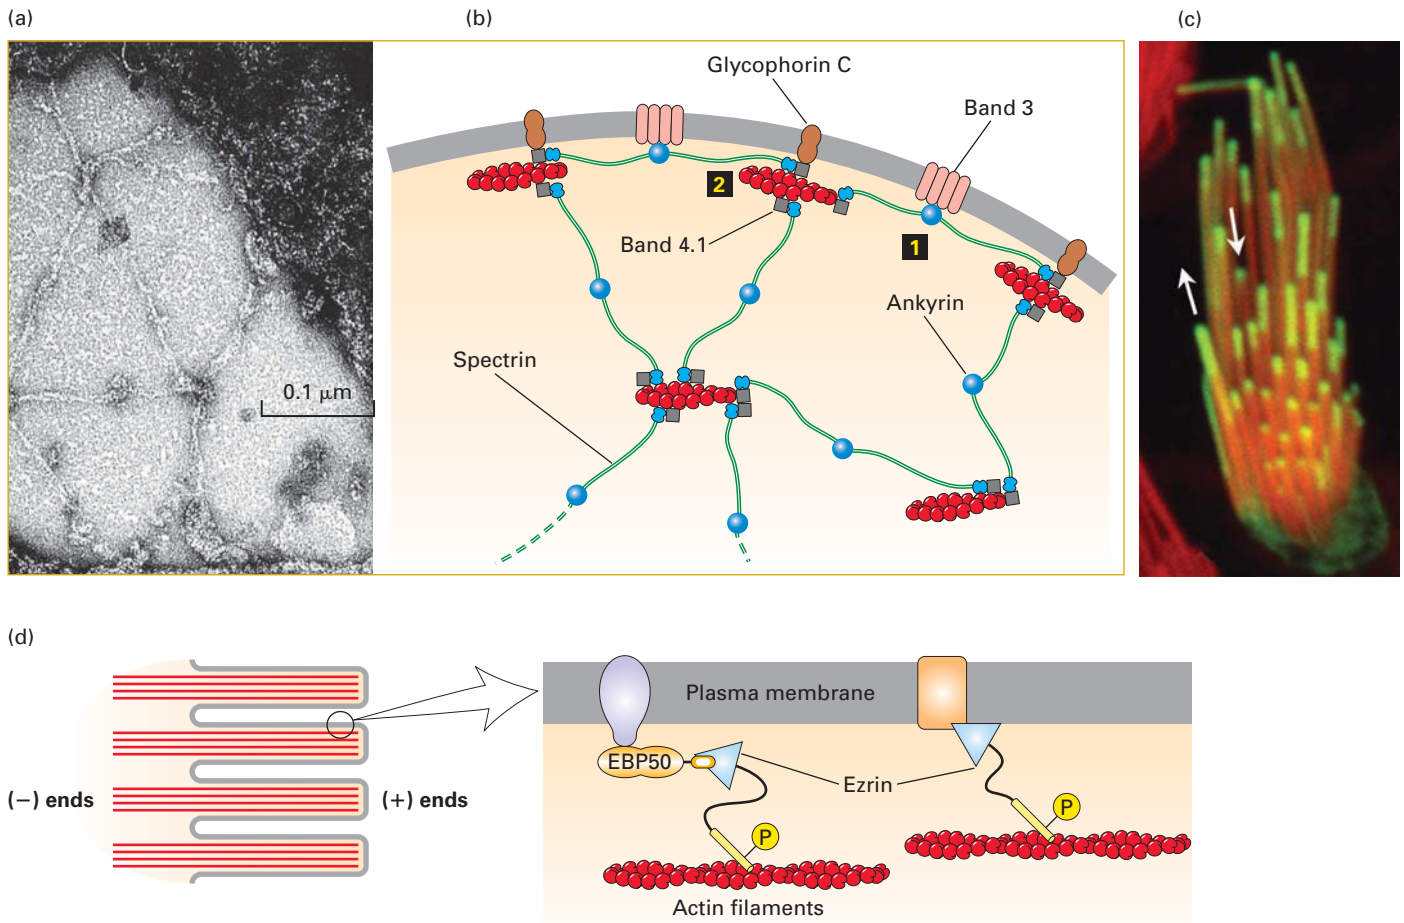 (a)
(b)
(c)
Glycophorin C
Band 3
2
Band 4.1
1
Ankyrin
Spectrin
0.1 μm
(d)
Plasma membrane
EBP50
Ezrin
(−) ends
(+) ends
P
P
Actin filaments